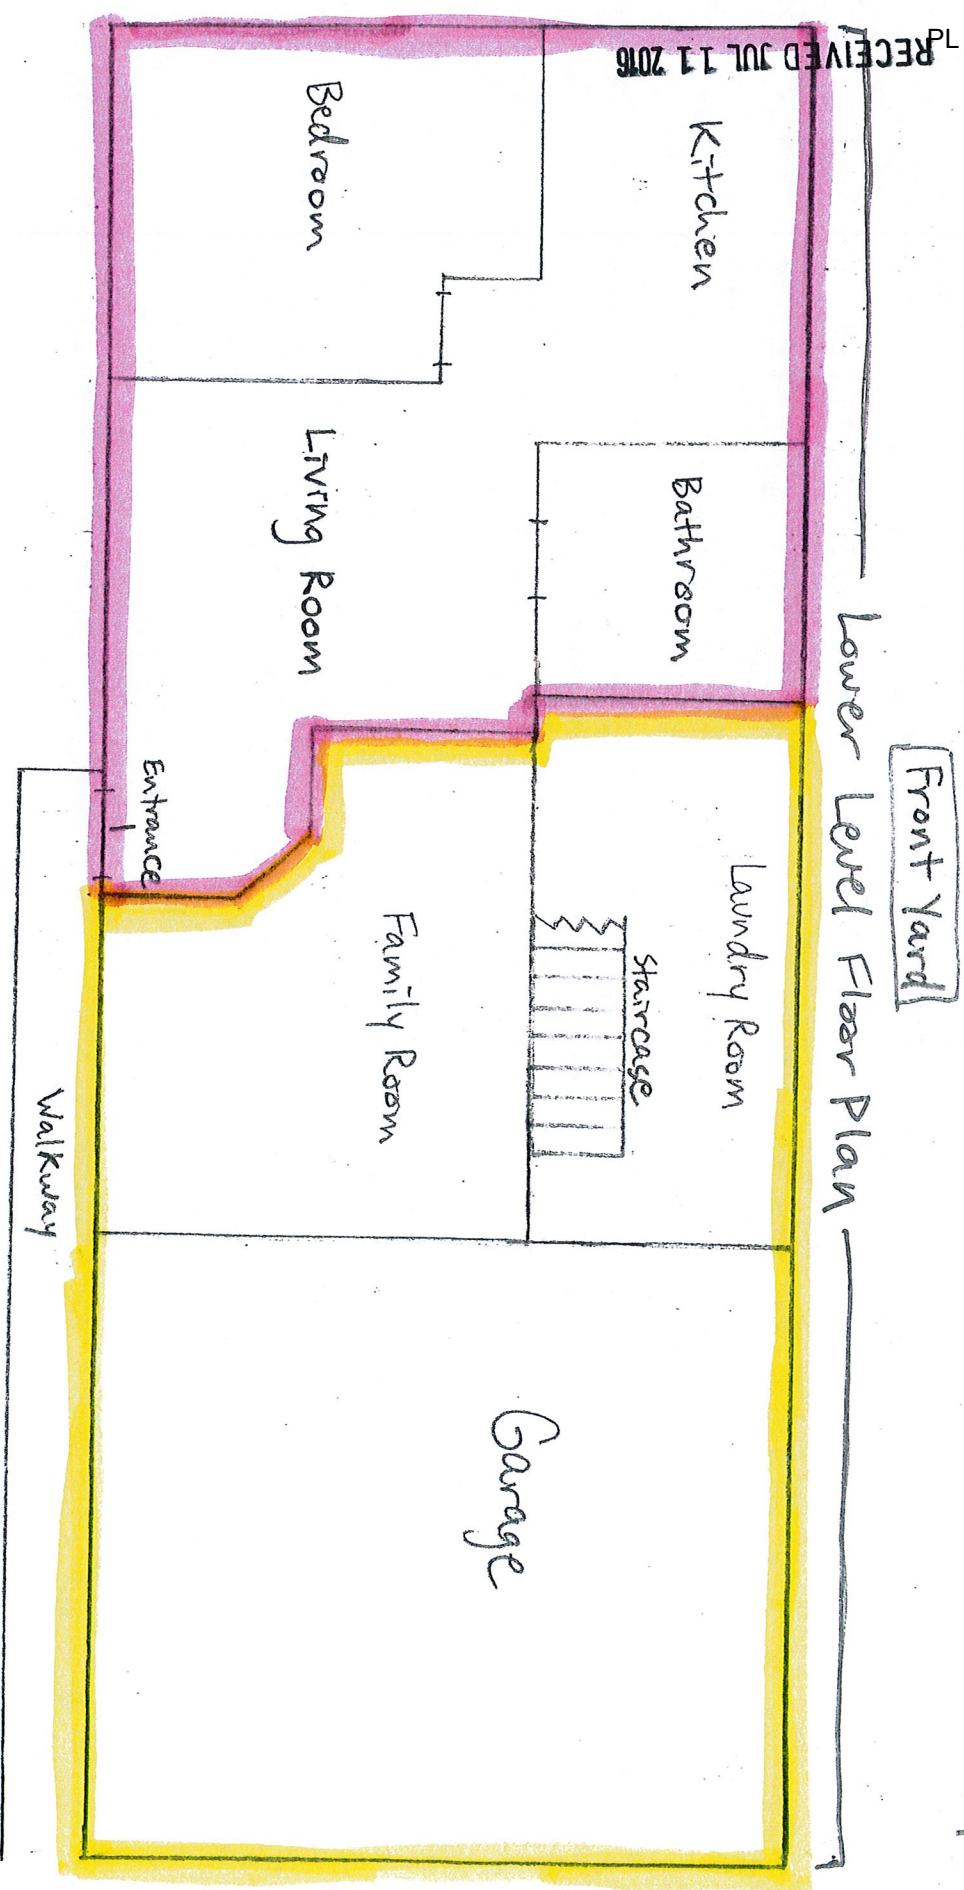 PL
RECEIVED JUL 11 2016
Front Yard
Lower Level Floor Plan
Kitchen
Bathroom
Laundry Room
Staircase
Bedroom
Living Room
Family Room
Garage
Entrance
Walkway